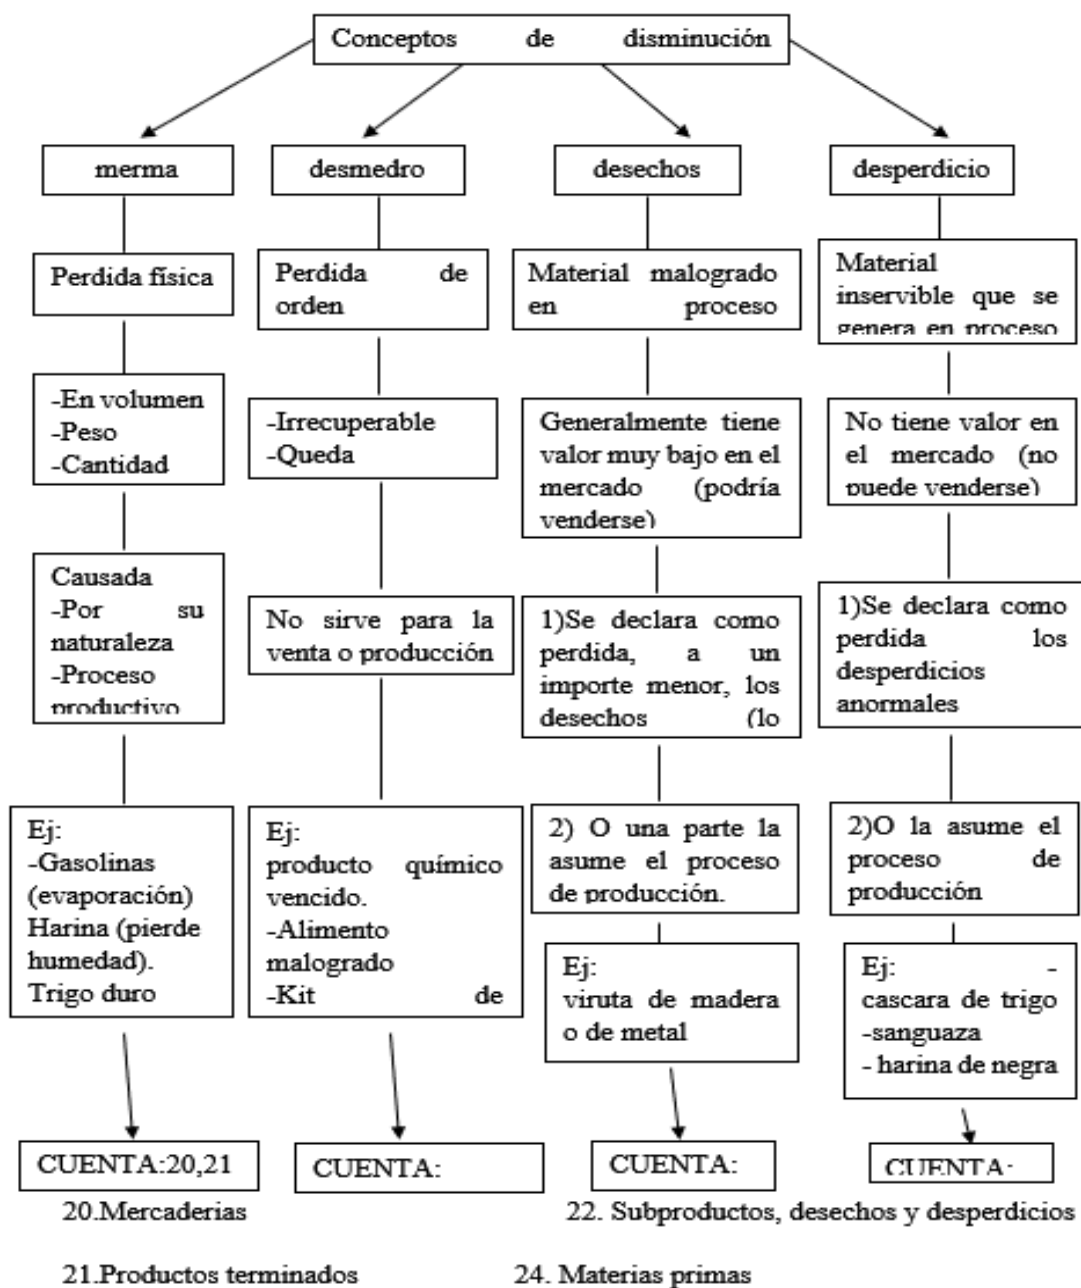 Conceptos de disminución
merma
Perdida física
-En volumen
-Peso
-Cantidad
Causada
-Por su
naturaleza
-Proceso
productivo
Ej:
-Gasolinas
(evaporación)
Harina (pierde
humedad).
Trigo duro
CUENTA:20,21
desmedro
Perdida de
orden
-Irrecuperable
-Queda
No sirve para la
venta o producción
Ej:
producto químico
vencido.
-Alimento
malogrado
-Kit de
CUENTA:
desechos
Material malogrado
en proceso
Generalmente tiene
valor muy bajo en el
mercado (podría
venderse)
1)Se declara como
perdida, a un
importe menor, los
desechos (lo
2) O una parte la
asume el proceso
de producción.
Ej:
viruta de madera
o de metal
CUENTA:
desperdicio
Material
inservible que se
genera en proceso
No tiene valor en
el mercado (no
puede venderse)
1)Se declara como
perdida los
desperdicios
anormales
2)O la asume el
proceso de
producción
Ej: -
cascara de trigo
-sanguaza
- harina de negra
CUENTA:
20.Mercaderias
22. Subproductos, desechos y desperdicios
21.Productos terminados
24. Materias primas